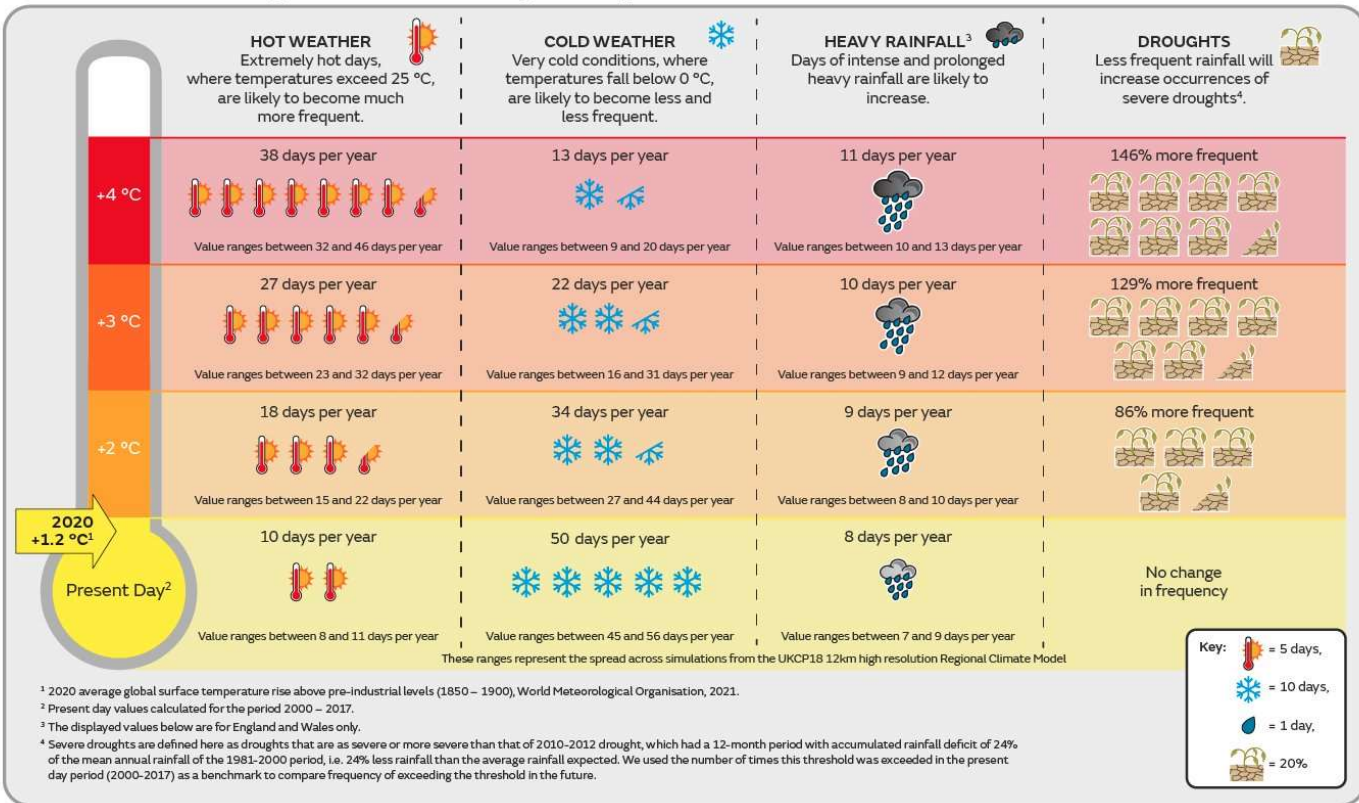 HOT WEATHER
Extremely hot days,
where temperatures exceed 25 °C,
are likely to become much
more frequent.
COLD WEATHER
Very cold conditions, where
temperatures fall below 0 °C,
are likely to become less and
less frequent.
HEAVY RAINFALL³
Days of intense and prolonged
heavy rainfall are likely to
increase.
DROUGHTS
Less frequent rainfall will
increase occurrences of
severe droughts⁴.
+4 °C
38 days per year
Value ranges between 32 and 46 days per year
13 days per year
Value ranges between 9 and 20 days per year
11 days per year
Value ranges between 10 and 13 days per year
146% more frequent
+3 °C
27 days per year
Value ranges between 23 and 32 days per year
22 days per year
Value ranges between 16 and 31 days per year
10 days per year
Value ranges between 9 and 12 days per year
129% more frequent
+2 °C
18 days per year
Value ranges between 15 and 22 days per year
34 days per year
Value ranges between 27 and 44 days per year
9 days per year
Value ranges between 8 and 10 days per year
86% more frequent
2020
+1.2 °C¹
Present Day²
10 days per year
Value ranges between 8 and 11 days per year
50 days per year
Value ranges between 45 and 56 days per year
8 days per year
Value ranges between 7 and 9 days per year
No change
in frequency
These ranges represent the spread across simulations from the UKCP18 12km high resolution Regional Climate Model
Key:
= 5 days,
= 10 days,
= 1 day,
= 20%
¹ 2020 average global surface temperature rise above pre-industrial levels (1850 – 1900), World Meteorological Organisation, 2021.
² Present day values calculated for the period 2000 – 2017.
³ The displayed values below are for England and Wales only.
⁴ Severe droughts are defined here as droughts that are as severe or more severe than that of 2010-2012 drought, which had a 12-month period with accumulated rainfall deficit of 24%
of the mean annual rainfall of the 1981-2000 period, i.e. 24% less rainfall than the average rainfall expected. We used the number of times this threshold was exceeded in the present
day period (2000-2017) as a benchmark to compare frequency of exceeding the threshold in the future.